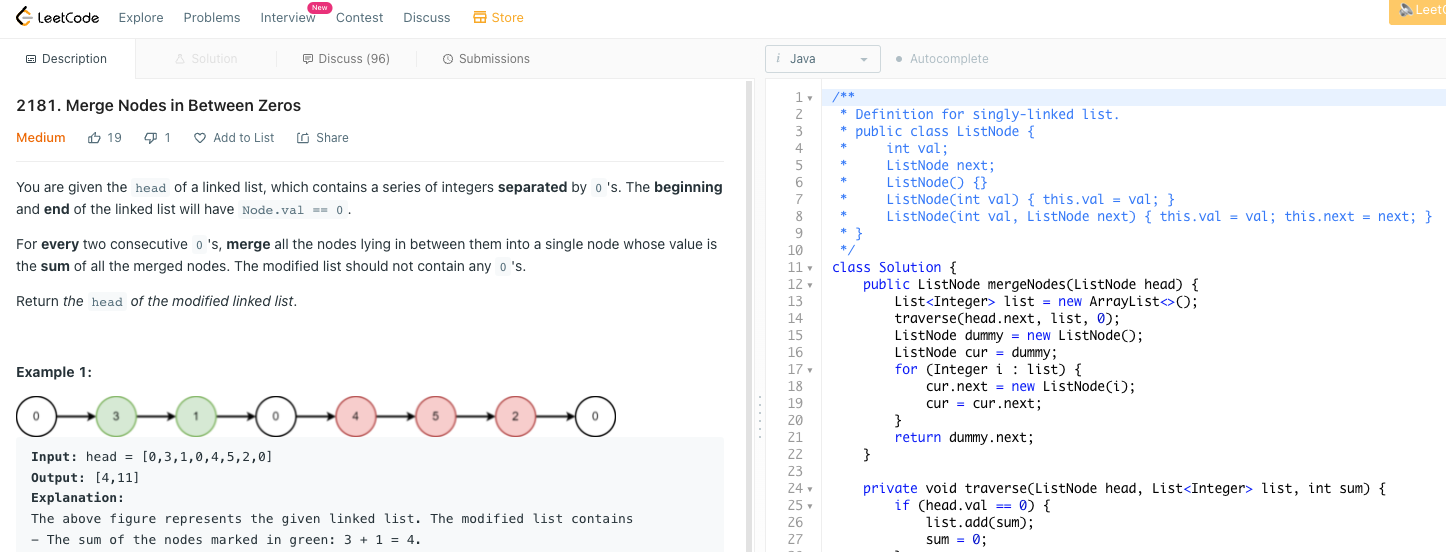 LeetCode Explore Problems Interview New Contest Discuss Store LeetC
Description Solution Discuss (96) Submissions
2181. Merge Nodes in Between Zeros
Medium 19 1 Add to List Share
You are given the head of a linked list, which contains a series of integers separated by 0 's. The beginning
and end of the linked list will have Node.val == 0 .
For every two consecutive 0 's, merge all the nodes lying in between them into a single node whose value is
the sum of all the merged nodes. The modified list should not contain any 0 's.
Return the head of the modified linked list.
Example 1:
0 3 1 0 4 5 2 0
Input: head = [0,3,1,0,4,5,2,0]
Output: [4,11]
Explanation:
The above figure represents the given linked list. The modified list contains
- The sum of the nodes marked in green: 3 + 1 = 4.
i Java Autocomplete
1 /**
2 * Definition for singly-linked list.
3 * public class ListNode {
4 * int val;
5 * ListNode next;
6 * ListNode() {}
7 * ListNode(int val) { this.val = val; }
8 * ListNode(int val, ListNode next) { this.val = val; this.next = next; }
9 * }
10 */
11 class Solution {
12 public ListNode mergeNodes(ListNode head) {
13 List<Integer> list = new ArrayList<>();
14 traverse(head.next, list, 0);
15 ListNode dummy = new ListNode();
16 ListNode cur = dummy;
17 for (Integer i : list) {
18 cur.next = new ListNode(i);
19 cur = cur.next;
20 }
21 return dummy.next;
22 }
23
24 private void traverse(ListNode head, List<Integer> list, int sum) {
25 if (head.val == 0) {
26 list.add(sum);
27 sum = 0;